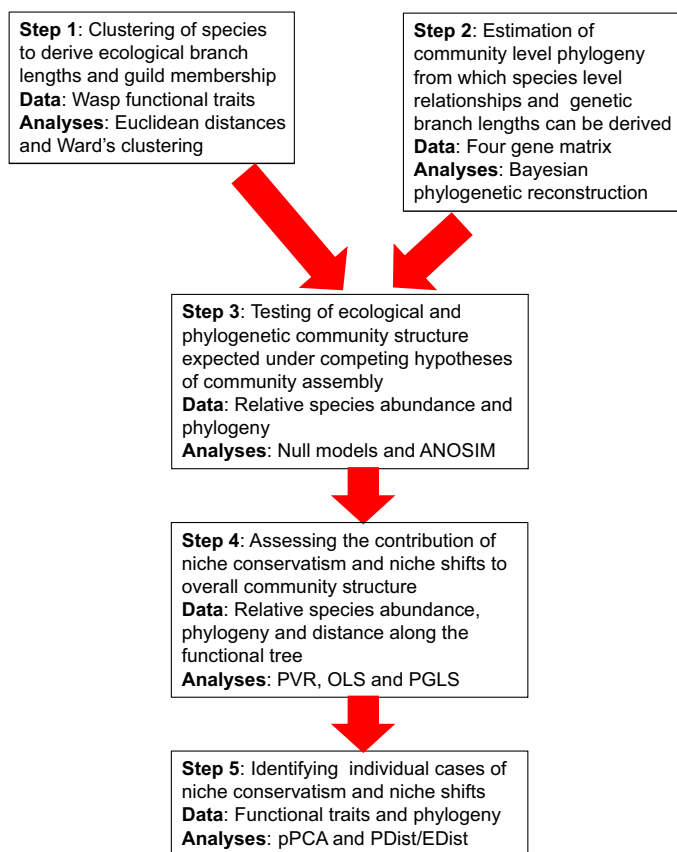 Step 1: Clustering of species
to derive ecological branch
lengths and guild membership
Data: Wasp functional traits
Analyses: Euclidean distances
and Ward's clustering
Step 2: Estimation of
community level phylogeny
from which species level
relationships and genetic
branch lengths can be derived
Data: Four gene matrix
Analyses: Bayesian
phylogenetic reconstruction
Step 3: Testing of ecological and
phylogenetic community structure
expected under competing hypotheses
of community assembly
Data: Relative species abundance and
phylogeny
Analyses: Null models and ANOSIM
Step 4: Assessing the contribution of
niche conservatism and niche shifts to
overall community structure
Data: Relative species abundance,
phylogeny and distance along the
functional tree
Analyses: PVR, OLS and PGLS
Step 5: Identifying individual cases of
niche conservatism and niche shifts
Data: Functional traits and phylogeny
Analyses: pPCA and PDist/EDist